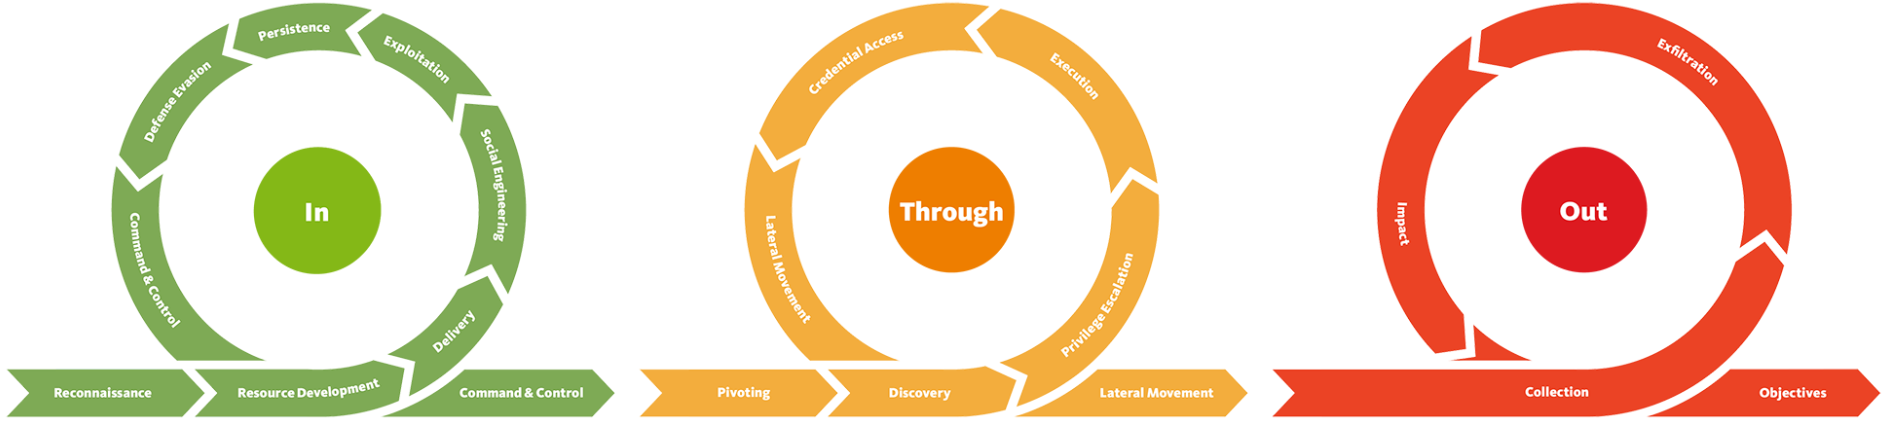 Reconnaissance
Resource Development
Delivery
Social Engineering
Exploitation
Persistence
Defense Evasion
Command & Control
Command & Control
In
Pivoting
Discovery
Privilege Escalation
Execution
Credential Access
Lateral Movement
Lateral Movement
Through
Collection
Exfiltration
Impact
Objectives
Out